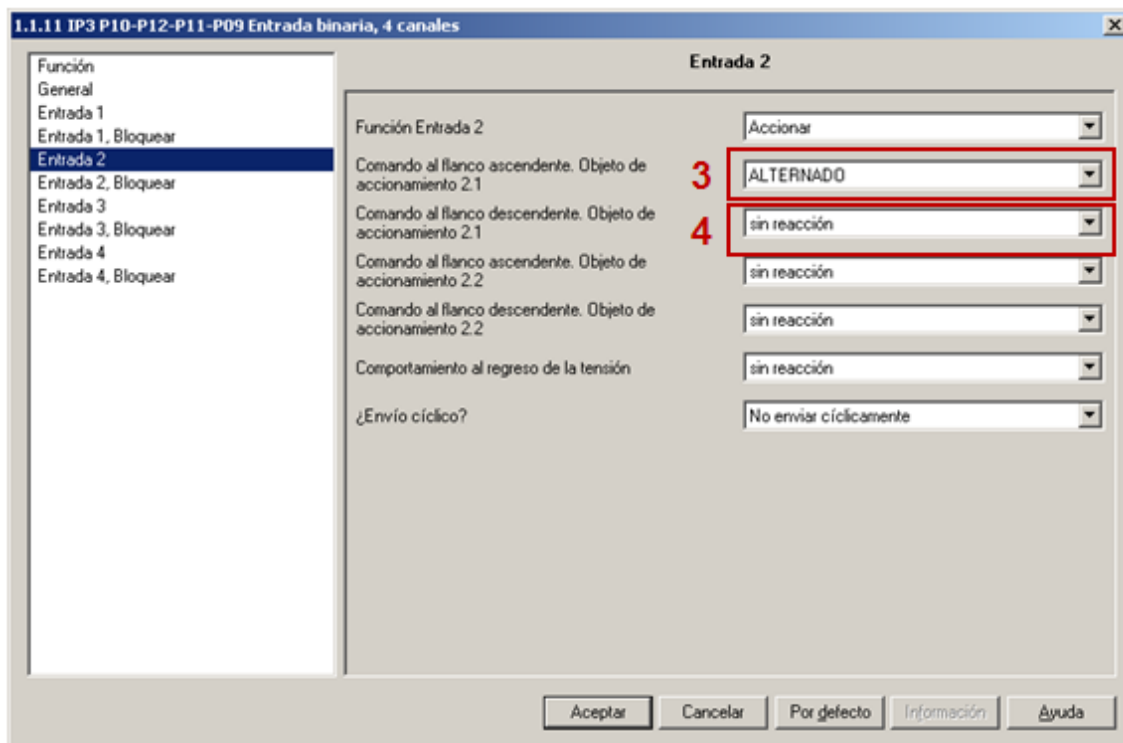 1.1.11 IP3 P10-P12-P11-P09 Entrada binaria, 4 canales
Función
General
Entrada 1
Entrada 1, Bloquear
Entrada 2
Entrada 2, Bloquear
Entrada 3
Entrada 3, Bloquear
Entrada 4
Entrada 4, Bloquear
Entrada 2
Función Entrada 2
Accionar
Comando al flanco ascendente. Objeto de
accionamiento 2.1
3
ALTERNADO
Comando al flanco descendente. Objeto de
accionamiento 2.1
4
sin reacción
Comando al flanco ascendente. Objeto de
accionamiento 2.2
sin reacción
Comando al flanco descendente. Objeto de
accionamiento 2.2
sin reacción
Comportamiento al regreso de la tensión
sin reacción
¿Envío cíclico?
No enviar cíclicamente
Aceptar
Cancelar
Por defecto
Información
Ayuda